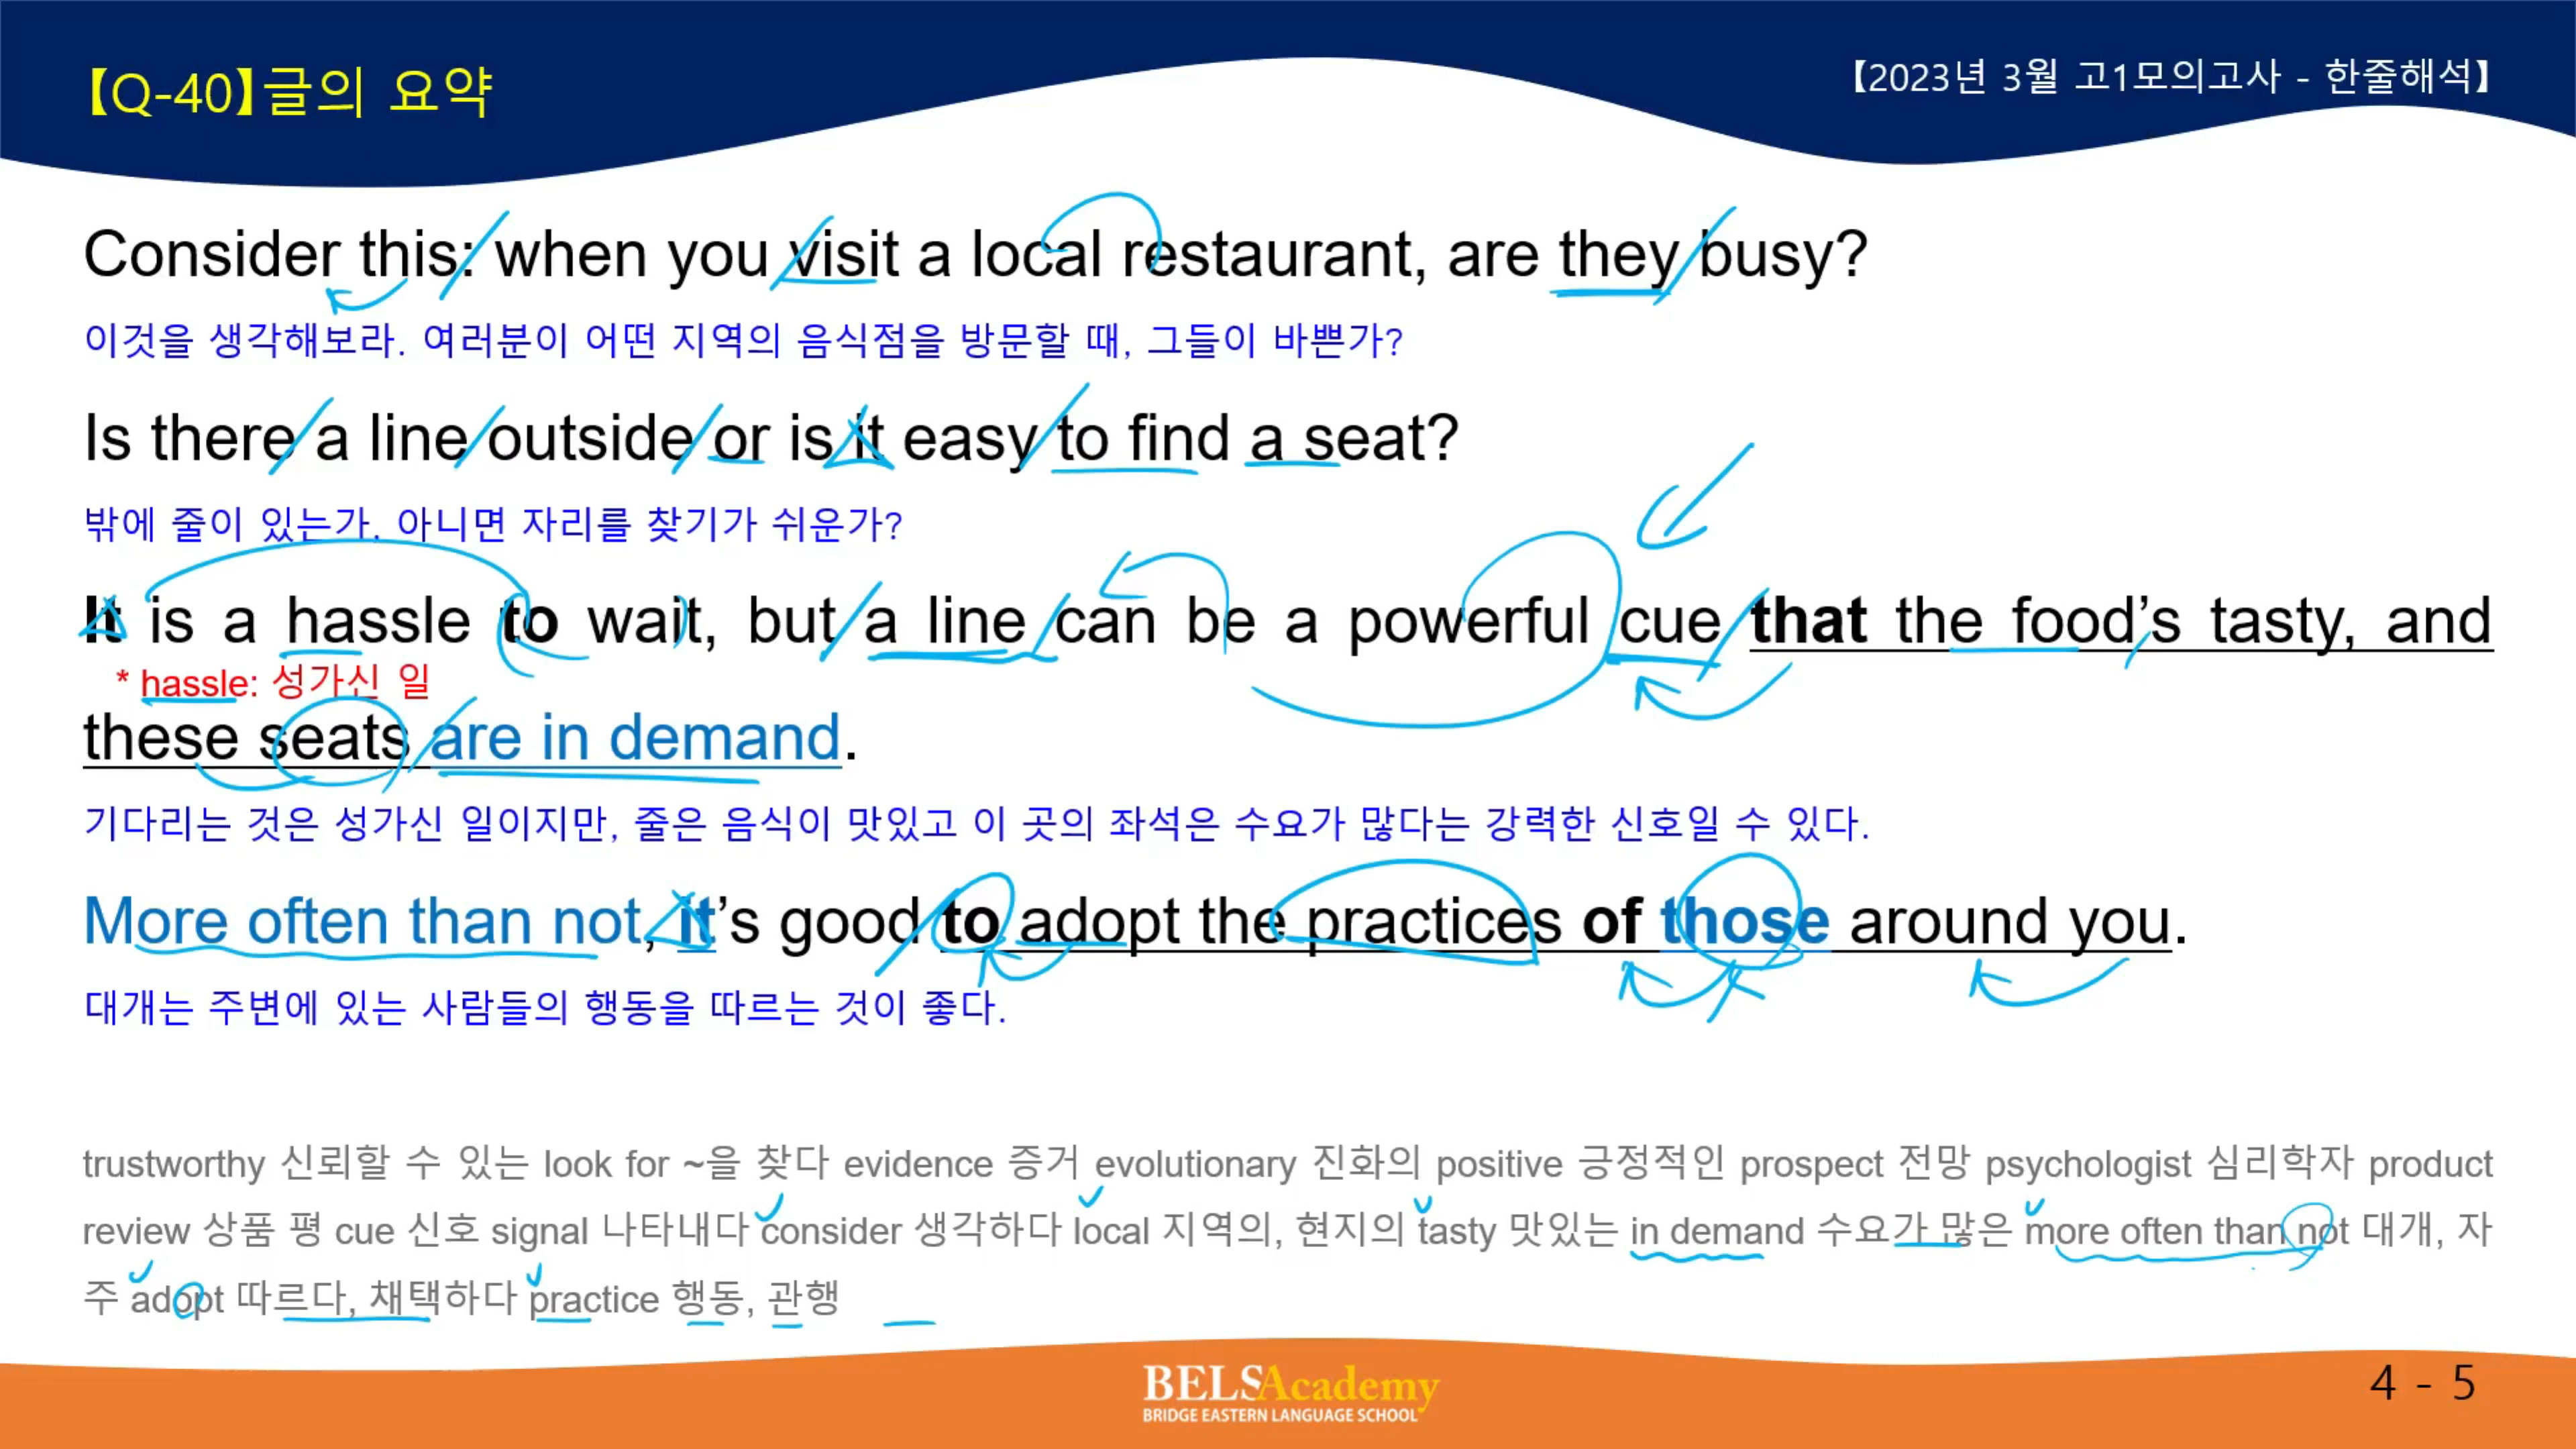 【Q-40】글의 요약
【2023년 3월 고1모의고사 - 한줄해석】
Consider this: when you visit a local restaurant, are they busy?
이것을 생각해보라. 여러분이 어떤 지역의 음식점을 방문할 때, 그들이 바쁜가?
Is there a line outside or is it easy to find a seat?
밖에 줄이 있는가, 아니면 자리를 찾기가 쉬운가?
It is a hassle to wait, but a line can be a powerful cue that the food’s tasty, and
* hassle: 성가신 일
these seats are in demand.
기다리는 것은 성가신 일이지만, 줄은 음식이 맛있고 이 곳의 좌석은 수요가 많다는 강력한 신호일 수 있다.
More often than not, it’s good to adopt the practices of those around you.
대개는 주변에 있는 사람들의 행동을 따르는 것이 좋다.
trustworthy 신뢰할 수 있는 look for ~을 찾다 evidence 증거 evolutionary 진화의 positive 긍정적인 prospect 전망 psychologist 심리학자 product
review 상품 평 cue 신호 signal 나타내다 consider 생각하다 local 지역의, 현지의 tasty 맛있는 in demand 수요가 많은 more often than not 대개, 자
주 adopt 따르다, 채택하다 practice 행동, 관행
BELSAcademy
BRIDGE EASTERN LANGUAGE SCHOOL
4 - 5